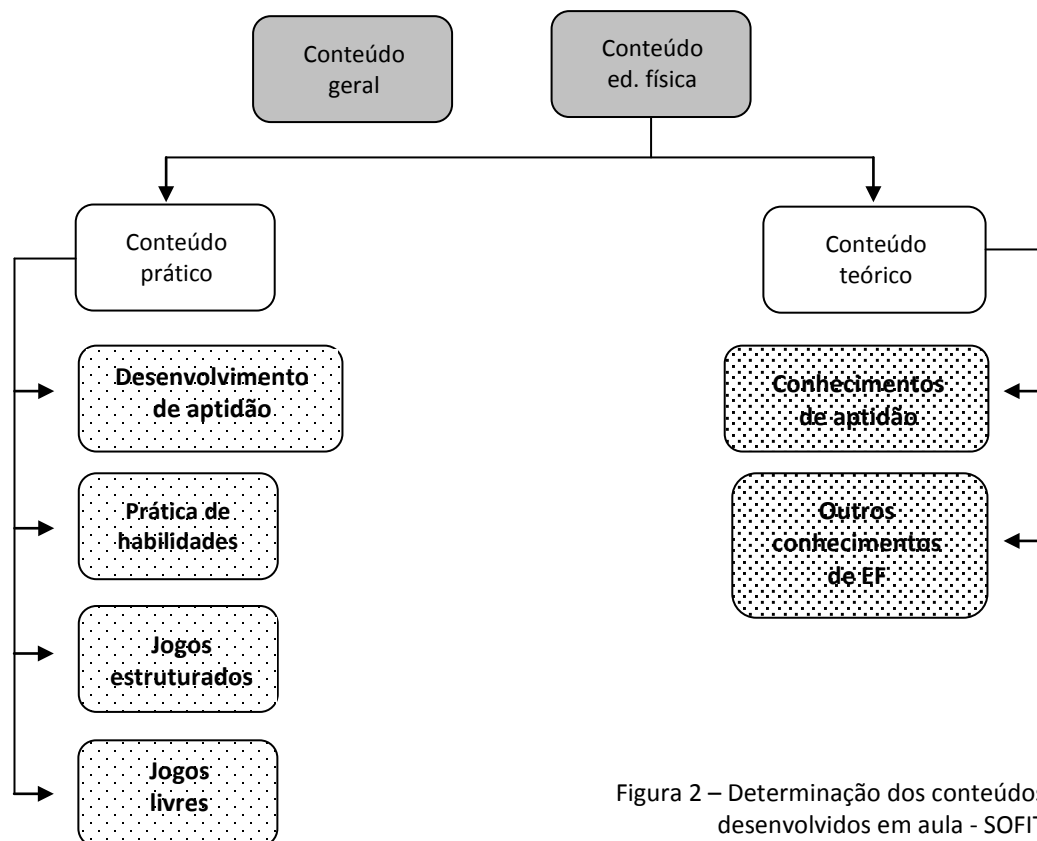 Conteúdo
geral
Conteúdo
ed. física
Conteúdo
prático
Conteúdo
teórico
Desenvolvimento
de aptidão
Prática de
habilidades
Jogos
estruturados
Jogos
livres
Conhecimentos
de aptidão
Outros
conhecimentos
de EF
Figura 2 – Determinação dos conteúdos
desenvolvidos em aula - SOFIT